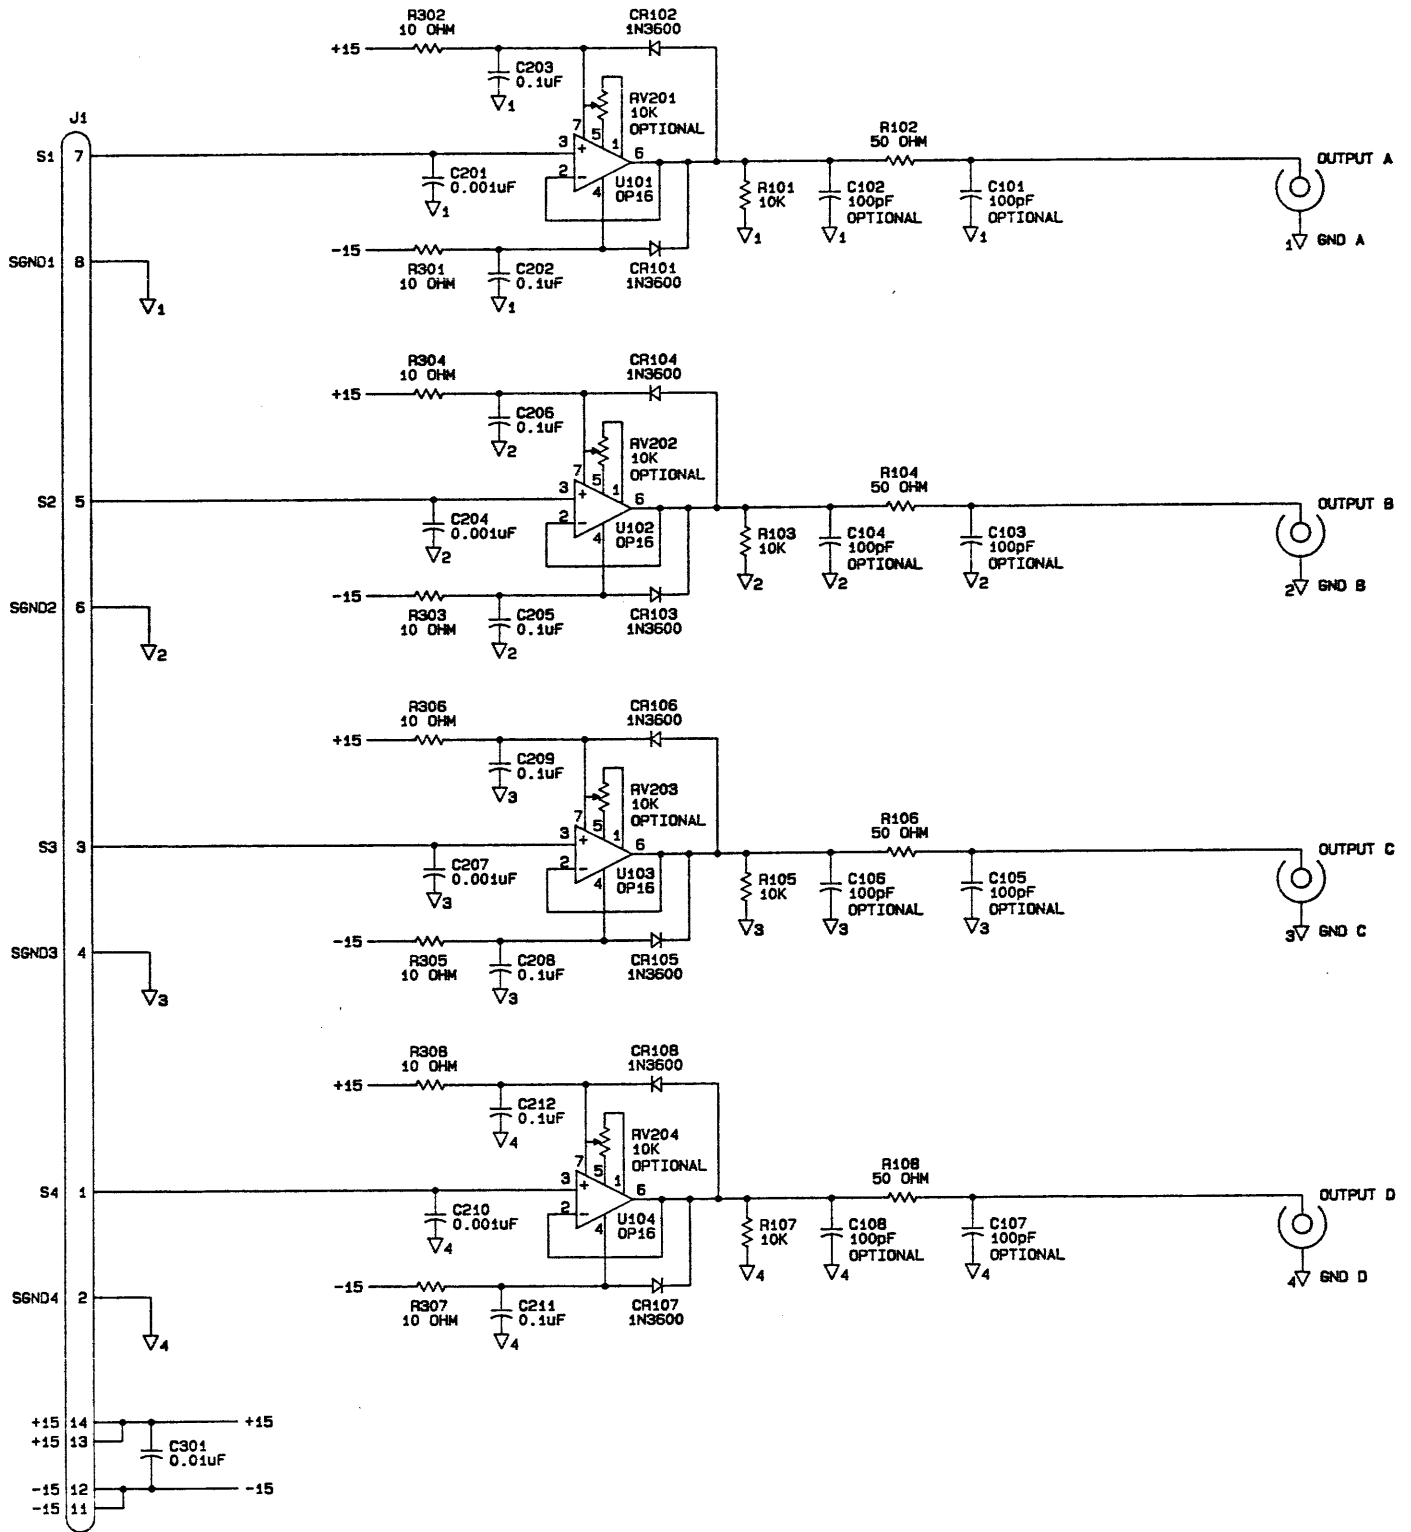 J1
R302
10 OHM
CR102
1N3600
+15
C203
0.1uF
1
RV201
10K
OPTIONAL
7
5
1
S1 7
3
+
6
2
-
4
C201
0.001uF
1
U101
OP16
R101
10K
1
C102
100pF
OPTIONAL
1
R102
50 OHM
C101
100pF
OPTIONAL
1
OUTPUT A
1
GND A
-15
R301
10 OHM
C202
0.1uF
1
CR101
1N3600
SGND1 8
1
R304
10 OHM
CR104
1N3600
+15
C206
0.1uF
2
RV202
10K
OPTIONAL
7
5
1
S2 5
3
+
6
2
-
4
C204
0.001uF
2
U102
OP16
R103
10K
2
C104
100pF
OPTIONAL
2
R104
50 OHM
C103
100pF
OPTIONAL
2
OUTPUT B
2
GND B
-15
R303
10 OHM
C205
0.1uF
2
CR103
1N3600
SGND2 6
2
R306
10 OHM
CR106
1N3600
+15
C209
0.1uF
3
RV203
10K
OPTIONAL
7
5
1
S3 3
3
+
6
2
-
4
C207
0.001uF
3
U103
OP16
R105
10K
3
C106
100pF
OPTIONAL
3
R106
50 OHM
C105
100pF
OPTIONAL
3
OUTPUT C
3
GND C
-15
R305
10 OHM
C208
0.1uF
3
CR105
1N3600
SGND3 4
3
R308
10 OHM
CR108
1N3600
+15
C212
0.1uF
4
RV204
10K
OPTIONAL
7
5
1
S4 1
3
+
6
2
-
4
C210
0.001uF
4
U104
OP16
R107
10K
4
C108
100pF
OPTIONAL
4
R108
50 OHM
C107
100pF
OPTIONAL
4
OUTPUT D
4
GND D
-15
R307
10 OHM
C211
0.1uF
4
CR107
1N3600
SGND4 2
4
+15 14
+15
+15 13
C301
0.01uF
-15 12
-15
-15 11